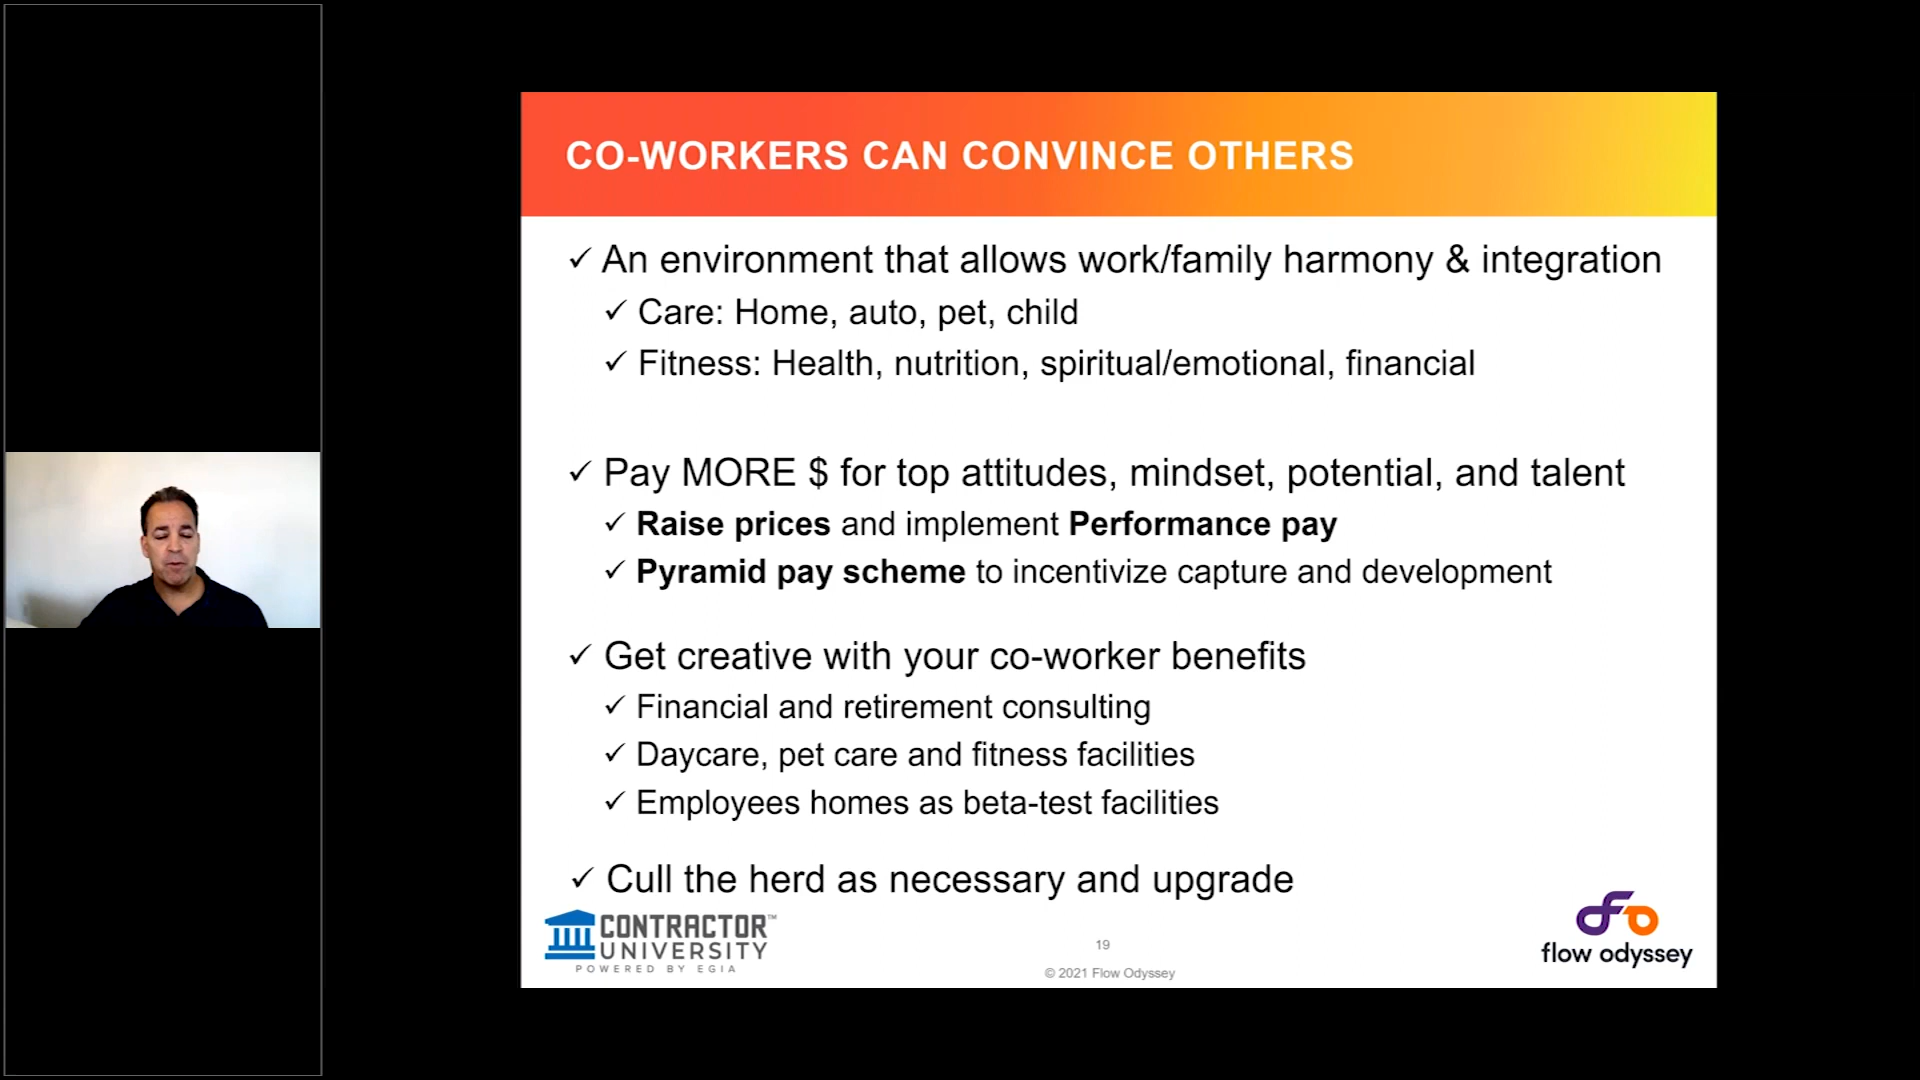 CO-WORKERS CAN CONVINCE OTHERS
✓ An environment that allows work/family harmony & integration
✓ Care: Home, auto, pet, child
✓ Fitness: Health, nutrition, spiritual/emotional, financial
✓ Pay MORE $ for top attitudes, mindset, potential, and talent
✓ Raise prices and implement Performance pay
✓ Pyramid pay scheme to incentivize capture and development
✓ Get creative with your co-worker benefits
✓ Financial and retirement consulting
✓ Daycare, pet care and fitness facilities
✓ Employees homes as beta-test facilities
✓ Cull the herd as necessary and upgrade
CONTRACTOR™
UNIVERSITY
POWERED BY EGIA
19
© 2021 Flow Odyssey
flow odyssey